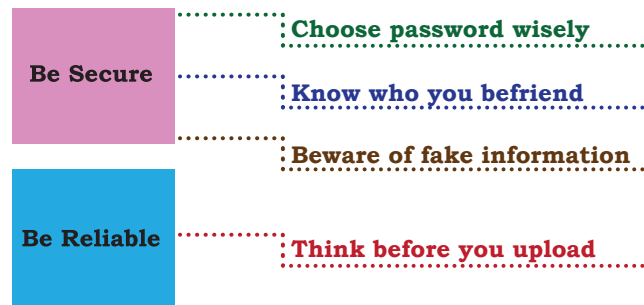 Be Secure
Choose password wisely
Know who you befriend
Beware of fake information
Be Reliable
Think before you upload